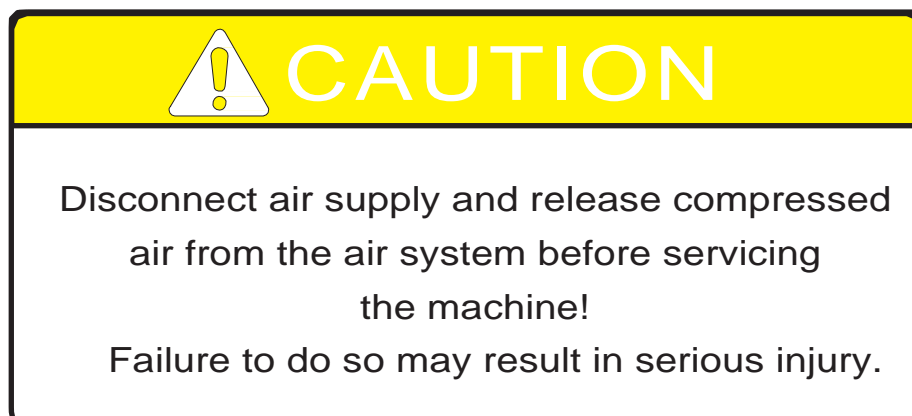 CAUTION
Disconnect air supply and release compressed
air from the air system before servicing
the machine!
Failure to do so may result in serious injury.